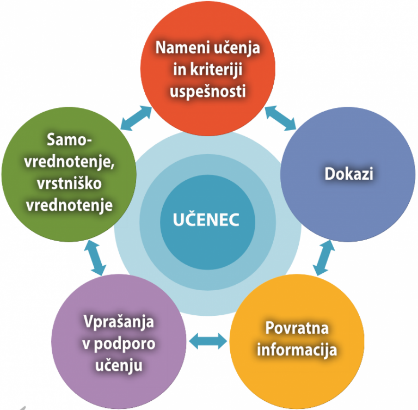 Nameni učenja
in kriteriji
uspešnosti
Samo-
vrednotenje,
vrstniško
vrednotenje
Dokazi
UČENEC
Vprašanja
v podporo
učenju
Povratna
informacija